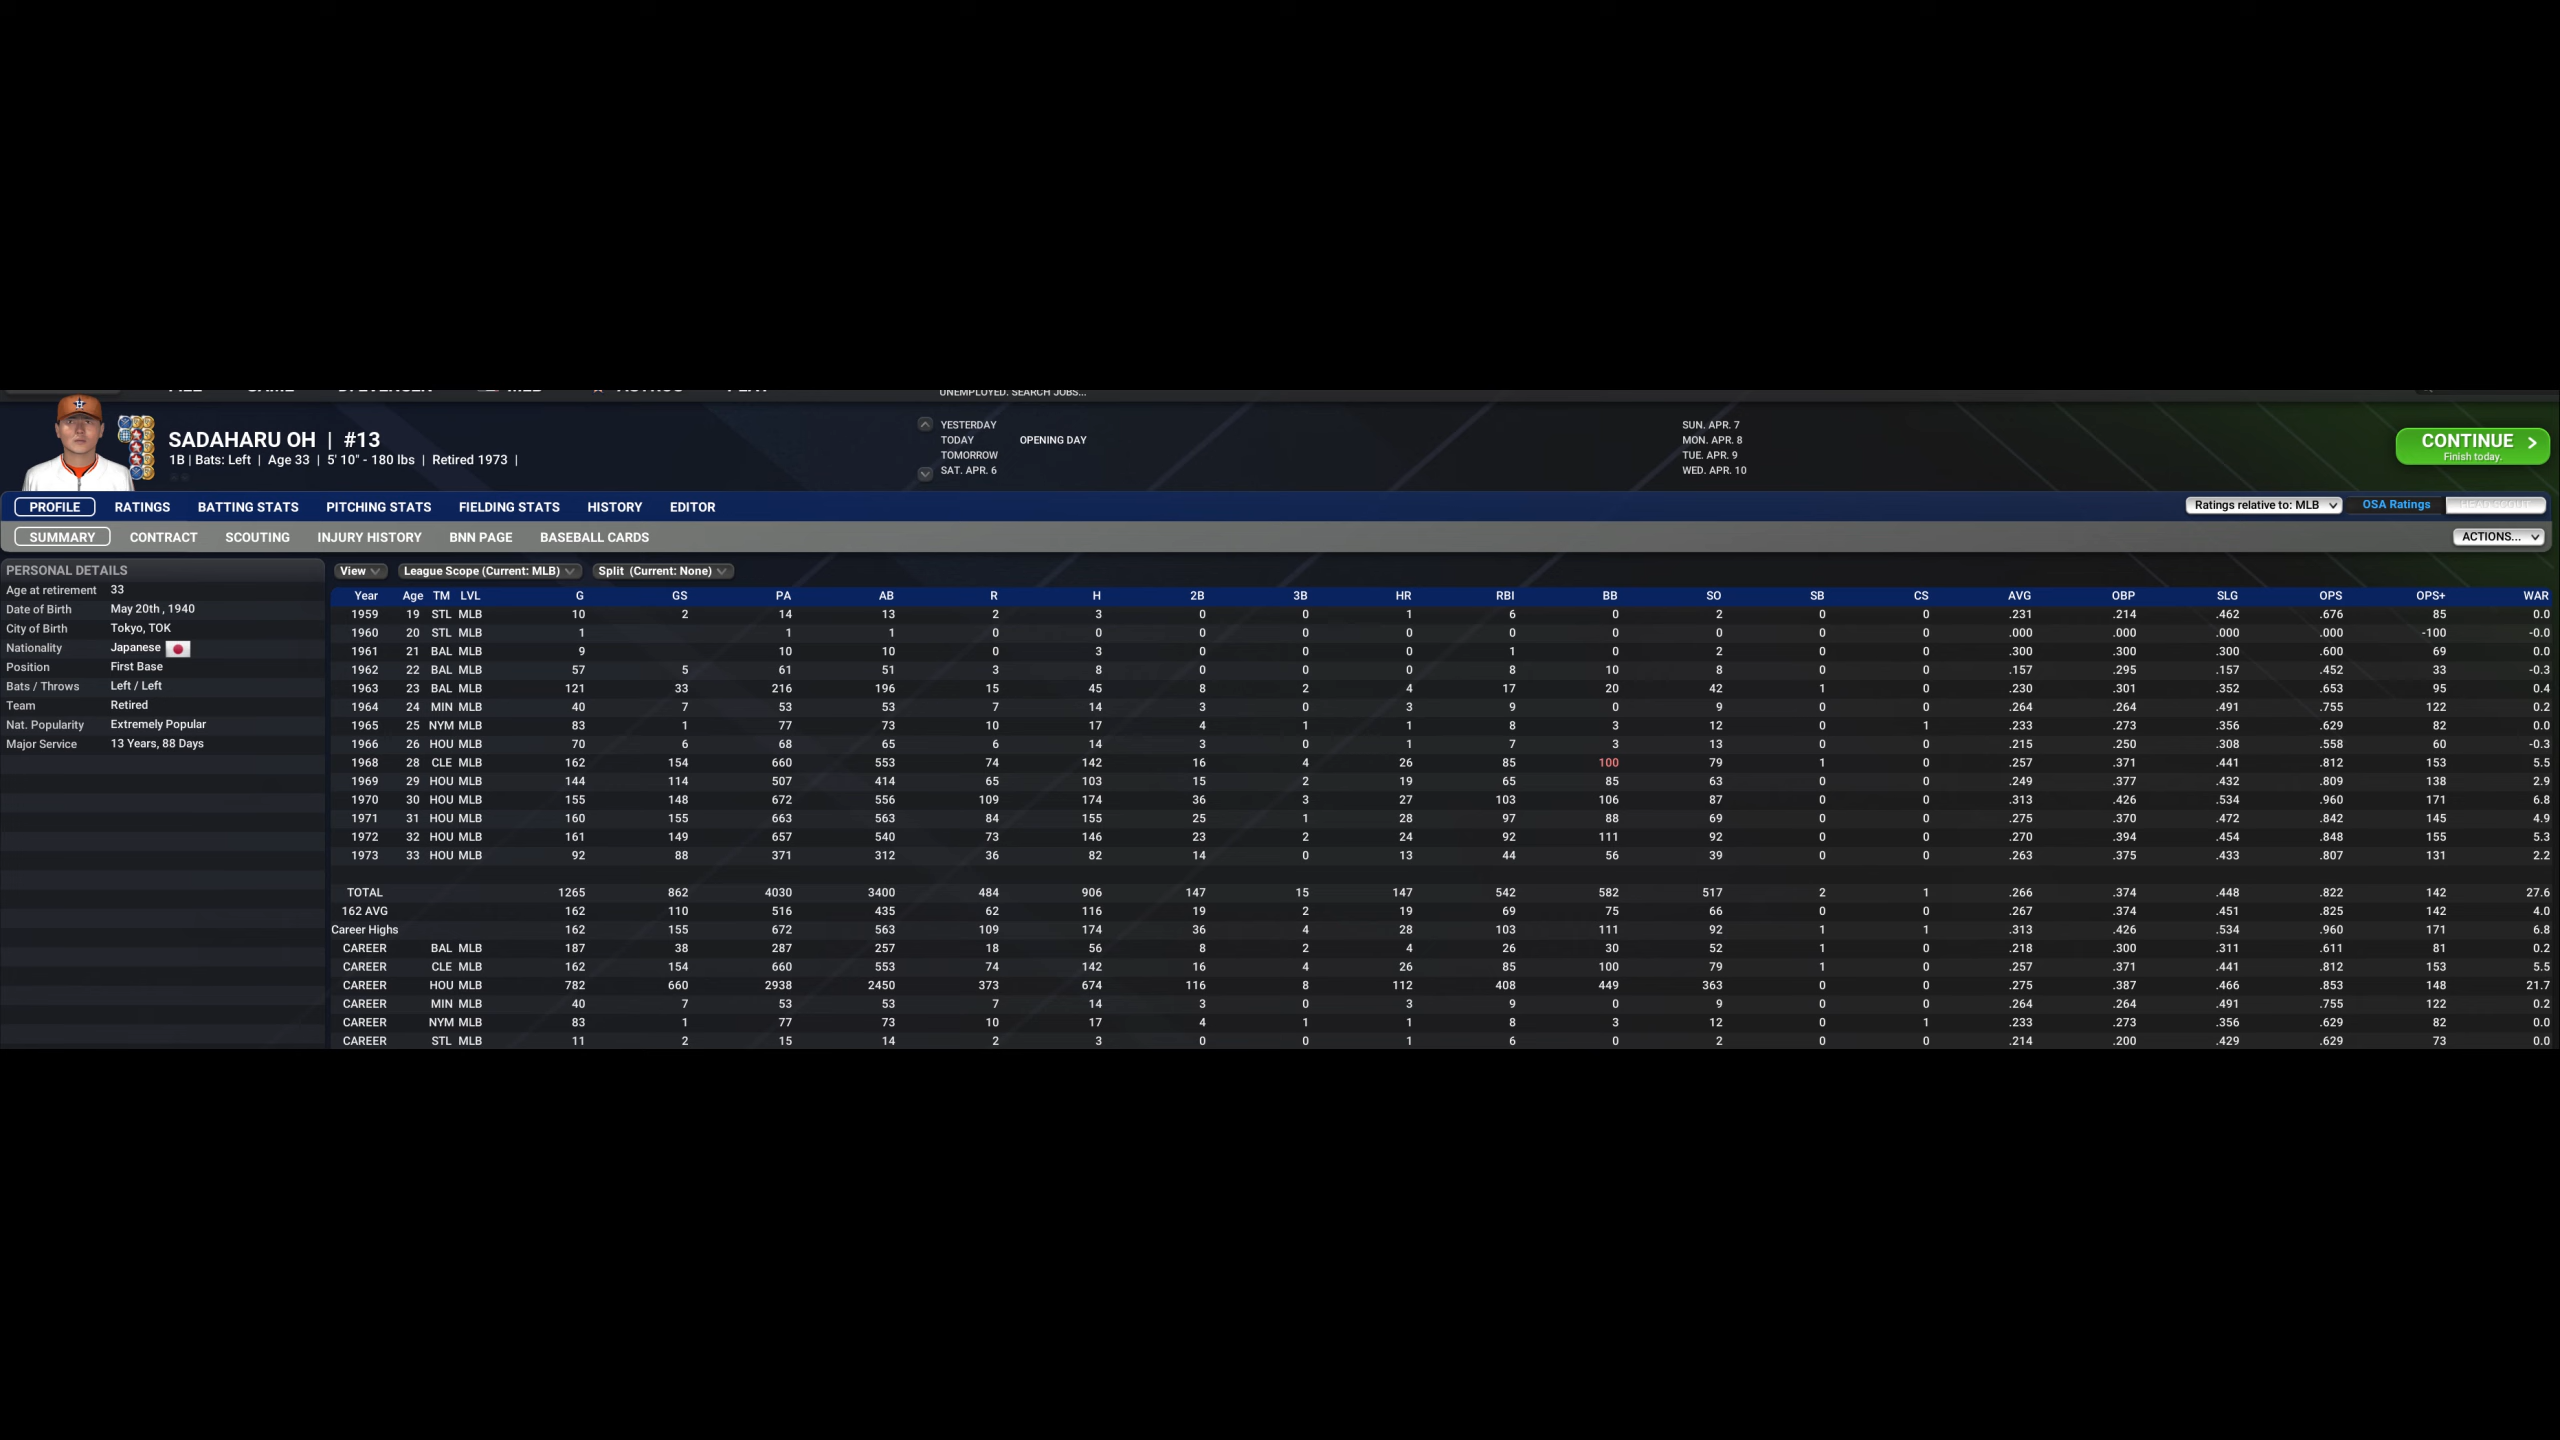 UNEMPLOYED. SEARCH JOBS...
SADAHARU OH | #13
1B | Bats: Left | Age 33 | 5' 10" - 180 lbs | Retired 1973 |
YESTERDAY
TODAY OPENING DAY
TOMORROW
SAT. APR. 6
SUN. APR. 7
MON. APR. 8
TUE. APR. 9
WED. APR. 10
CONTINUE >
Finish today.
PROFILE RATINGS BATTING STATS PITCHING STATS FIELDING STATS HISTORY EDITOR
Ratings relative to: MLB OSA Ratings
SUMMARY CONTRACT SCOUTING INJURY HISTORY BNN PAGE BASEBALL CARDS
ACTIONS...
PERSONAL DETAILS
Age at retirement 33
Date of Birth May 20th , 1940
City of Birth Tokyo, TOK
Nationality Japanese
Position First Base
Bats / Throws Left / Left
Team Retired
Nat. Popularity Extremely Popular
Major Service 13 Years, 88 Days
View League Scope (Current: MLB) Split (Current: None)
Year Age TM LVL G GS PA AB R H 2B 3B HR RBI BB SO SB CS AVG OBP SLG OPS OPS+ WAR
1959 19 STL MLB 10 2 14 13 2 3 0 0 1 6 0 2 0 0 .231 .214 .462 .676 85 0.0
1960 20 STL MLB 1 1 1 0 0 0 0 0 0 0 0 0 0 .000 .000 .000 .000 -100 -0.0
1961 21 BAL MLB 9 10 10 0 3 0 0 0 1 0 2 0 0 .300 .300 .300 .600 69 0.0
1962 22 BAL MLB 57 5 61 51 3 8 0 0 0 8 10 8 0 0 .157 .295 .157 .452 33 -0.3
1963 23 BAL MLB 121 33 216 196 15 45 8 2 4 17 20 42 1 0 .230 .301 .352 .653 95 0.4
1964 24 MIN MLB 40 7 53 53 7 14 3 0 3 9 0 9 0 0 .264 .264 .491 .755 122 0.2
1965 25 NYM MLB 83 1 77 73 10 17 4 1 1 8 3 12 0 1 .233 .273 .356 .629 82 0.0
1966 26 HOU MLB 70 6 68 65 6 14 3 0 1 7 3 13 0 0 .215 .250 .308 .558 60 -0.3
1968 28 CLE MLB 162 154 660 553 74 142 16 4 26 85 100 79 1 0 .257 .371 .441 .812 153 5.5
1969 29 HOU MLB 144 114 507 414 65 103 15 2 19 65 85 63 0 0 .249 .377 .432 .809 138 2.9
1970 30 HOU MLB 155 148 672 556 109 174 36 3 27 103 106 87 0 0 .313 .426 .534 .960 171 6.8
1971 31 HOU MLB 160 155 663 563 84 155 25 1 28 97 88 69 0 0 .275 .370 .472 .842 145 4.9
1972 32 HOU MLB 161 149 657 540 73 146 23 2 24 92 111 92 0 0 .270 .394 .454 .848 155 5.3
1973 33 HOU MLB 92 88 371 312 36 82 14 0 13 44 56 39 0 0 .263 .375 .433 .807 131 2.2
TOTAL 1265 862 4030 3400 484 906 147 15 147 542 582 517 2 1 .266 .374 .448 .822 142 27.6
162 AVG 162 110 516 435 62 116 19 2 19 69 75 66 0 0 .267 .374 .451 .825 142 4.0
Career Highs 162 155 672 563 109 174 36 4 28 103 111 92 1 1 .313 .426 .534 .960 171 6.8
CAREER BAL MLB 187 38 287 257 18 56 8 2 4 26 30 52 1 0 .218 .300 .311 .611 81 0.2
CAREER CLE MLB 162 154 660 553 74 142 16 4 26 85 100 79 1 0 .257 .371 .441 .812 153 5.5
CAREER HOU MLB 782 660 2938 2450 373 674 116 8 112 408 449 363 0 0 .275 .387 .466 .853 148 21.7
CAREER MIN MLB 40 7 53 53 7 14 3 0 3 9 0 9 0 0 .264 .264 .491 .755 122 0.2
CAREER NYM MLB 83 1 77 73 10 17 4 1 1 8 3 12 0 1 .233 .273 .356 .629 82 0.0
CAREER STL MLB 11 2 15 14 2 3 0 0 1 6 0 2 0 0 .214 .200 .429 .629 73 0.0